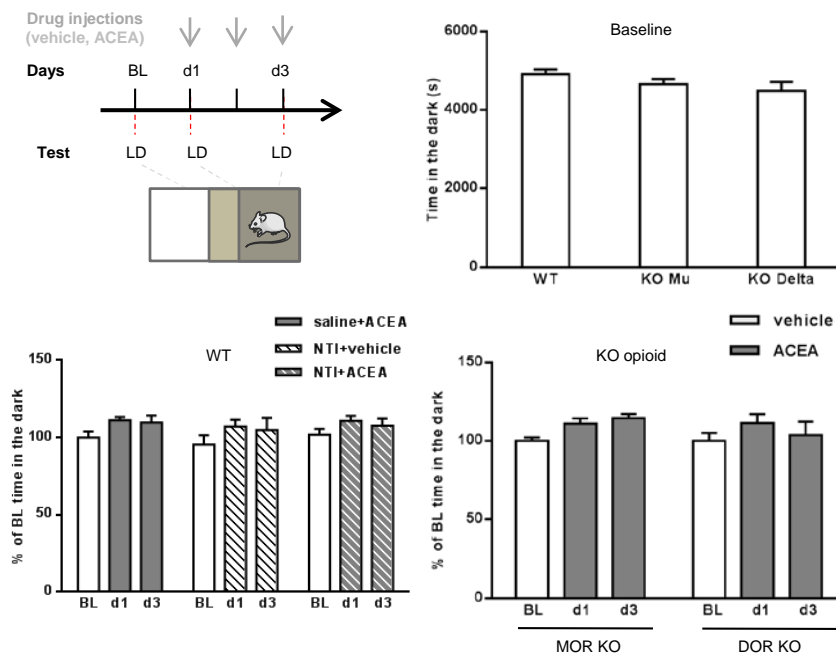 Drug injections
(vehicle, ACEA)
Days BL d1 d3
Test LD LD LD
Baseline
Time in the dark (s)
6000
4000
2000
0
WT KO Mu KO Delta
saline+ACEA
NTI+vehicle
NTI+ACEA
WT
% of BL time in the dark
150
100
50
0
BL d1 d3 BL d1 d3 BL d1 d3
vehicle
ACEA
KO opioid
% of BL time in the dark
150
100
50
0
BL d1 d3 BL d1 d3
MOR KO DOR KO